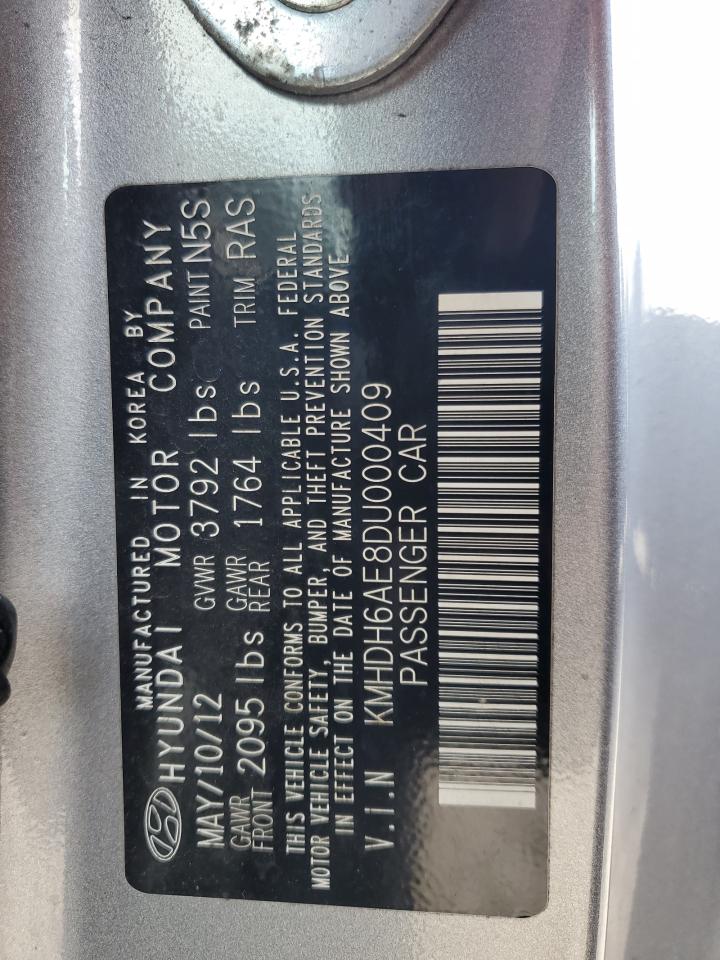 MANUFACTURED IN KOREA BY
HYUNDAI MOTOR COMPANY
MAY/10/12 GVWR 3792 lbs PAINT N5S
GAWR FRONT 2095 lbs GAWR REAR 1764 lbs TRIM RAS
THIS VEHICLE CONFORMS TO ALL APPLICABLE U.S.A. FEDERAL
MOTOR VEHICLE SAFETY, BUMPER, AND THEFT PREVENTION STANDARDS
IN EFFECT ON THE DATE OF MANUFACTURE SHOWN ABOVE
V.i.N KMHDH6AE8DU000409
PASSENGER CAR